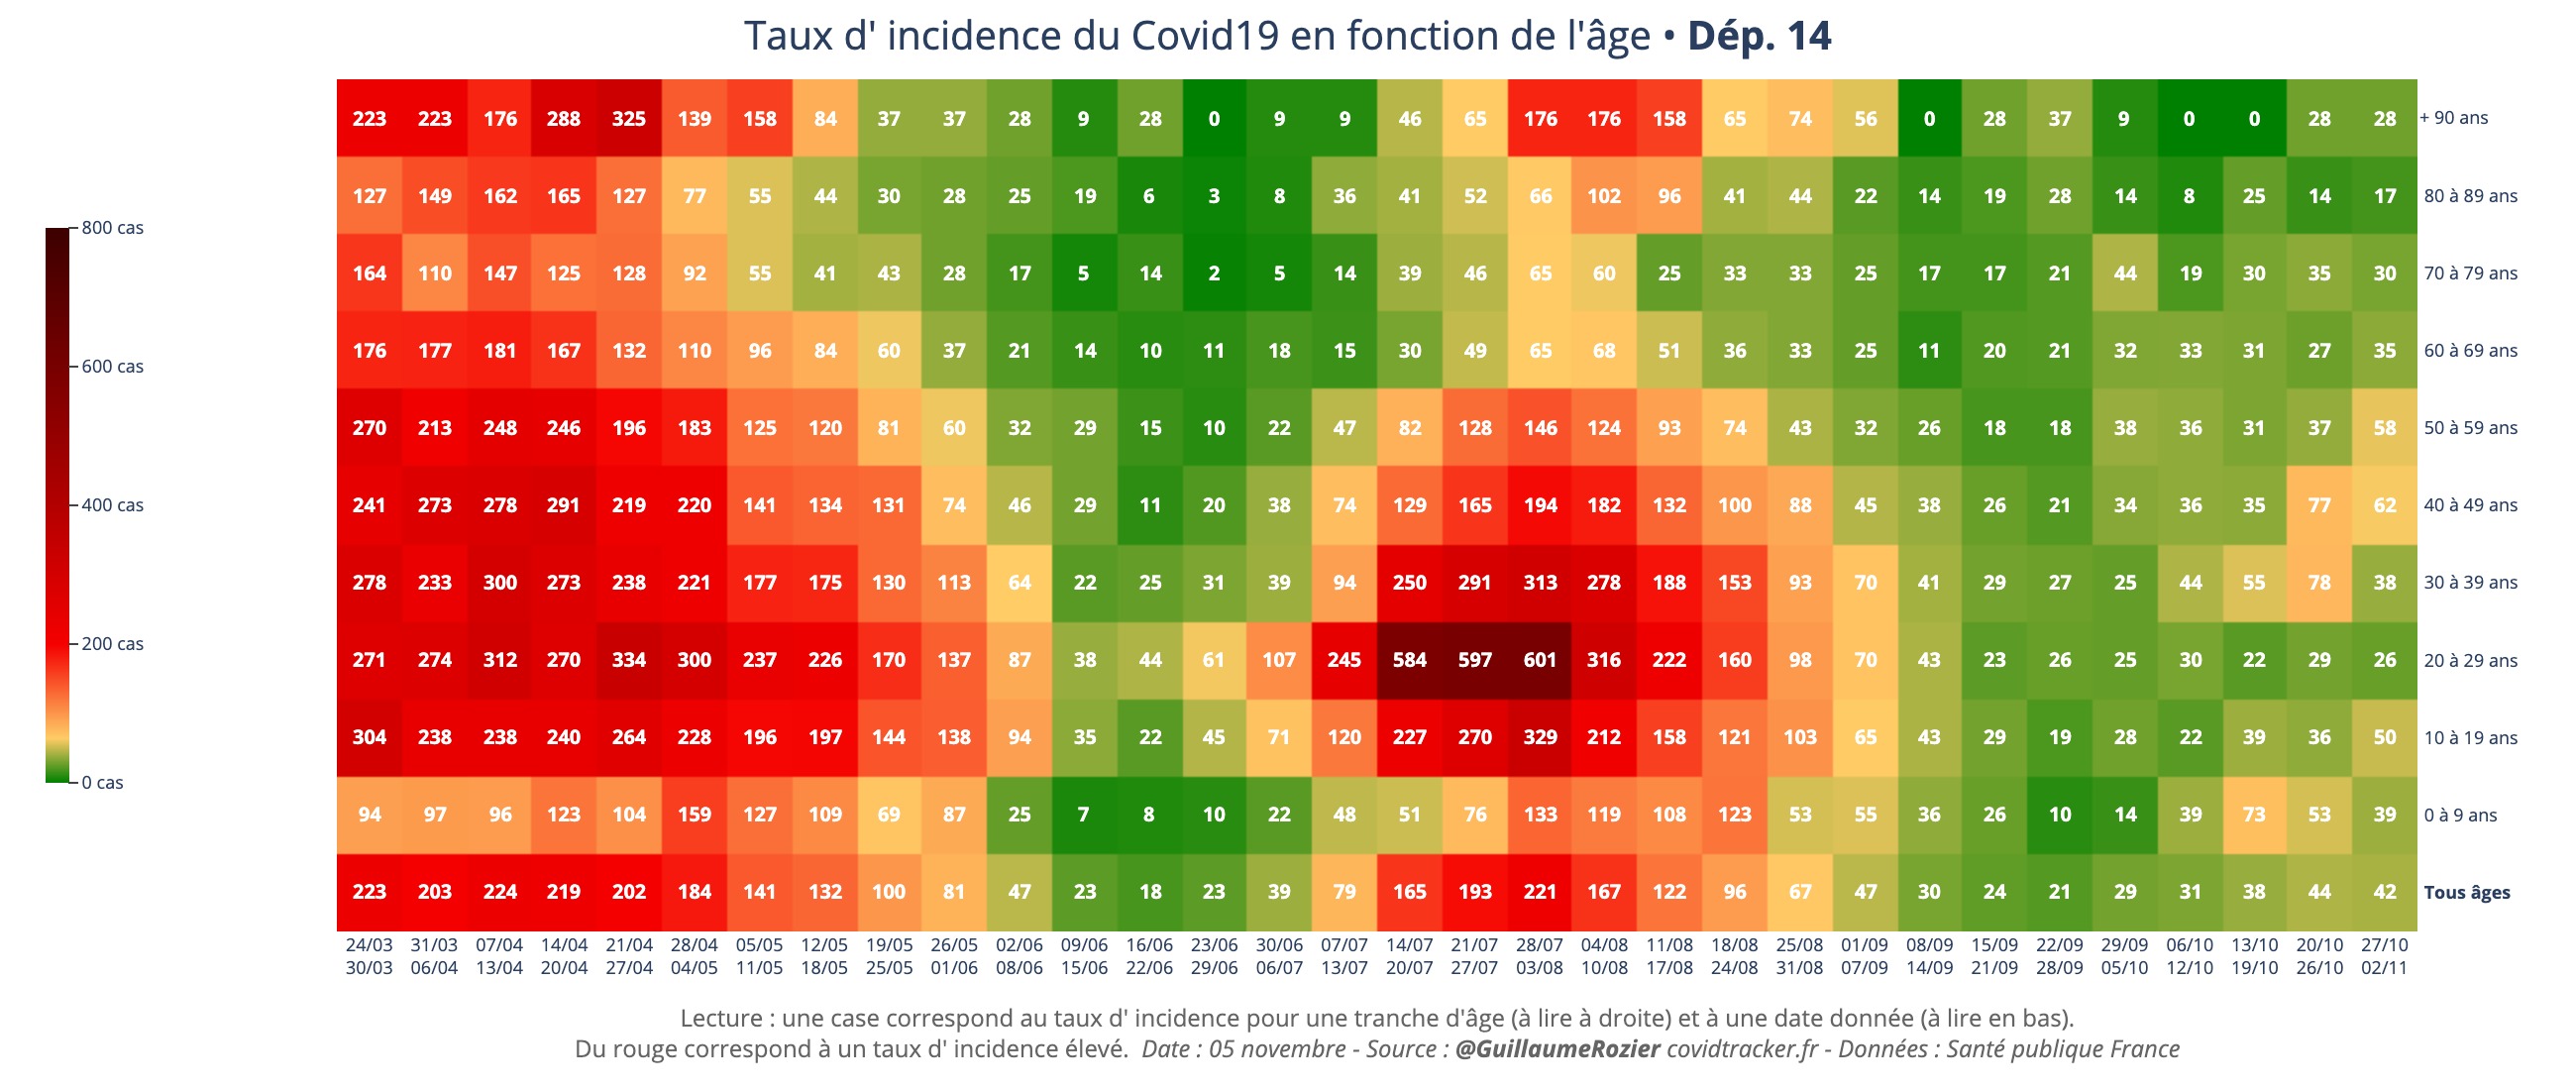 Taux d' incidence du Covid19 en fonction de l'âge • Dép. 14
800 cas
600 cas
400 cas
200 cas
0 cas
223 223 176 288 325 139 158 84 37 37 28 9 28 0 9 9 46 65 176 176 158 65 74 56 0 28 37 9 0 0 28 28 + 90 ans
127 149 162 165 127 77 55 44 30 28 25 19 6 3 8 36 41 52 66 102 96 41 44 22 14 19 28 14 8 25 14 17 80 à 89 ans
164 110 147 125 128 92 55 41 43 28 17 5 14 2 5 14 39 46 65 60 25 33 33 25 17 17 21 44 19 30 35 30 70 à 79 ans
176 177 181 167 132 110 96 84 60 37 21 14 10 11 18 15 30 49 65 68 51 36 33 25 11 20 21 32 33 31 27 35 60 à 69 ans
270 213 248 246 196 183 125 120 81 60 32 29 15 10 22 47 82 128 146 124 93 74 43 32 26 18 18 38 36 31 37 58 50 à 59 ans
241 273 278 291 219 220 141 134 131 74 46 29 11 20 38 74 129 165 194 182 132 100 88 45 38 26 21 34 36 35 77 62 40 à 49 ans
278 233 300 273 238 221 177 175 130 113 64 22 25 31 39 94 250 291 313 278 188 153 93 70 41 29 27 25 44 55 78 38 30 à 39 ans
271 274 312 270 334 300 237 226 170 137 87 38 44 61 107 245 584 597 601 316 222 160 98 70 43 23 26 25 30 22 29 26 20 à 29 ans
304 238 238 240 264 228 196 197 144 138 94 35 22 45 71 120 227 270 329 212 158 121 103 65 43 29 19 28 22 39 36 50 10 à 19 ans
94 97 96 123 104 159 127 109 69 87 25 7 8 10 22 48 51 76 133 119 108 123 53 55 36 26 10 14 39 73 53 39 0 à 9 ans
223 203 224 219 202 184 141 132 100 81 47 23 18 23 39 79 165 193 221 167 122 96 67 47 30 24 21 29 31 38 44 42 Tous âges
24/03 31/03 07/04 14/04 21/04 28/04 05/05 12/05 19/05 26/05 02/06 09/06 16/06 23/06 30/06 07/07 14/07 21/07 28/07 04/08 11/08 18/08 25/08 01/09 08/09 15/09 22/09 29/09 06/10 13/10 20/10 27/10
30/03 06/04 13/04 20/04 27/04 04/05 11/05 18/05 25/05 01/06 08/06 15/06 22/06 29/06 06/07 13/07 20/07 27/07 03/08 10/08 17/08 24/08 31/08 07/09 14/09 21/09 28/09 05/10 12/10 19/10 26/10 02/11
Lecture : une case correspond au taux d' incidence pour une tranche d'âge (à lire à droite) et à une date donnée (à lire en bas).
Du rouge correspond à un taux d' incidence élevé. Date : 05 novembre - Source : @GuillaumeRozier covidtracker.fr - Données : Santé publique France